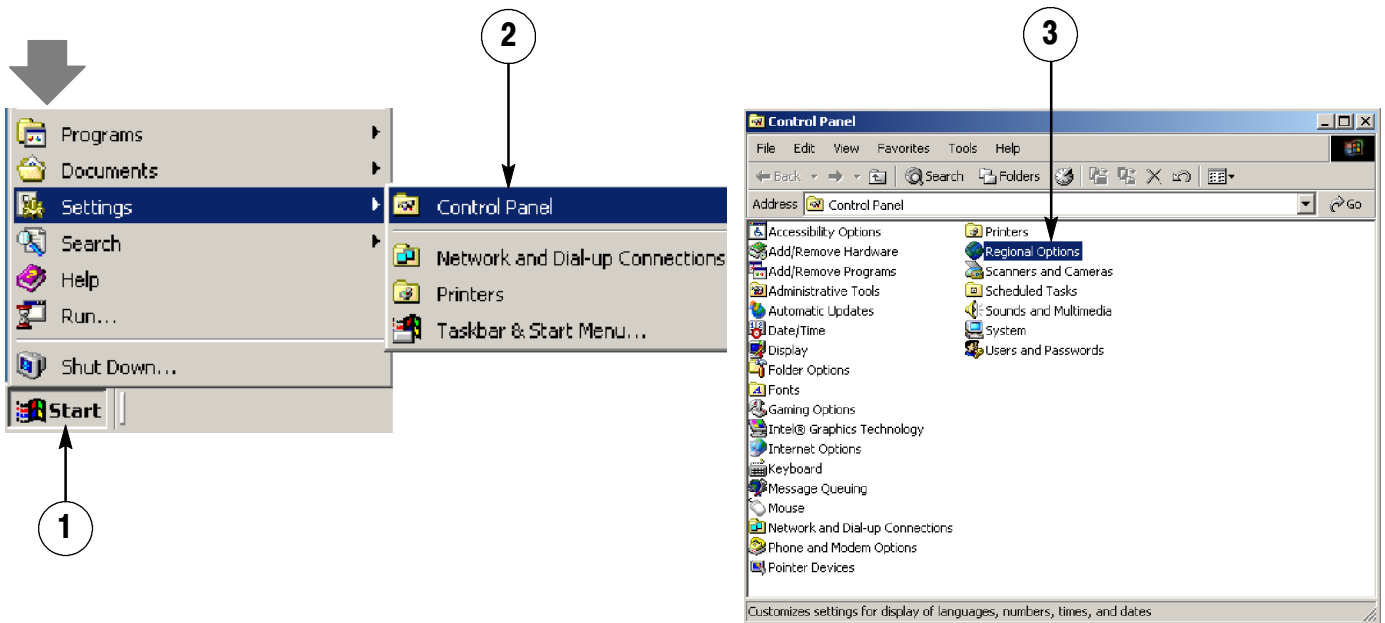 2
3
Programs
Documents
Settings
Search
Help
Run...
Shut Down...
Start
1
Control Panel
Network and Dial-up Connections
Printers
Taskbar & Start Menu...
Control Panel
File Edit View Favorites Tools Help
Back Search Folders
Address Control Panel Go
Accessibility Options
Add/Remove Hardware
Add/Remove Programs
Administrative Tools
Automatic Updates
Date/Time
Display
Folder Options
Fonts
Gaming Options
Intel® Graphics Technology
Internet Options
Keyboard
Message Queuing
Mouse
Network and Dial-up Connections
Phone and Modem Options
Pointer Devices
Printers
Regional Options
Scanners and Cameras
Scheduled Tasks
Sounds and Multimedia
System
Users and Passwords
Customizes settings for display of languages, numbers, times, and dates